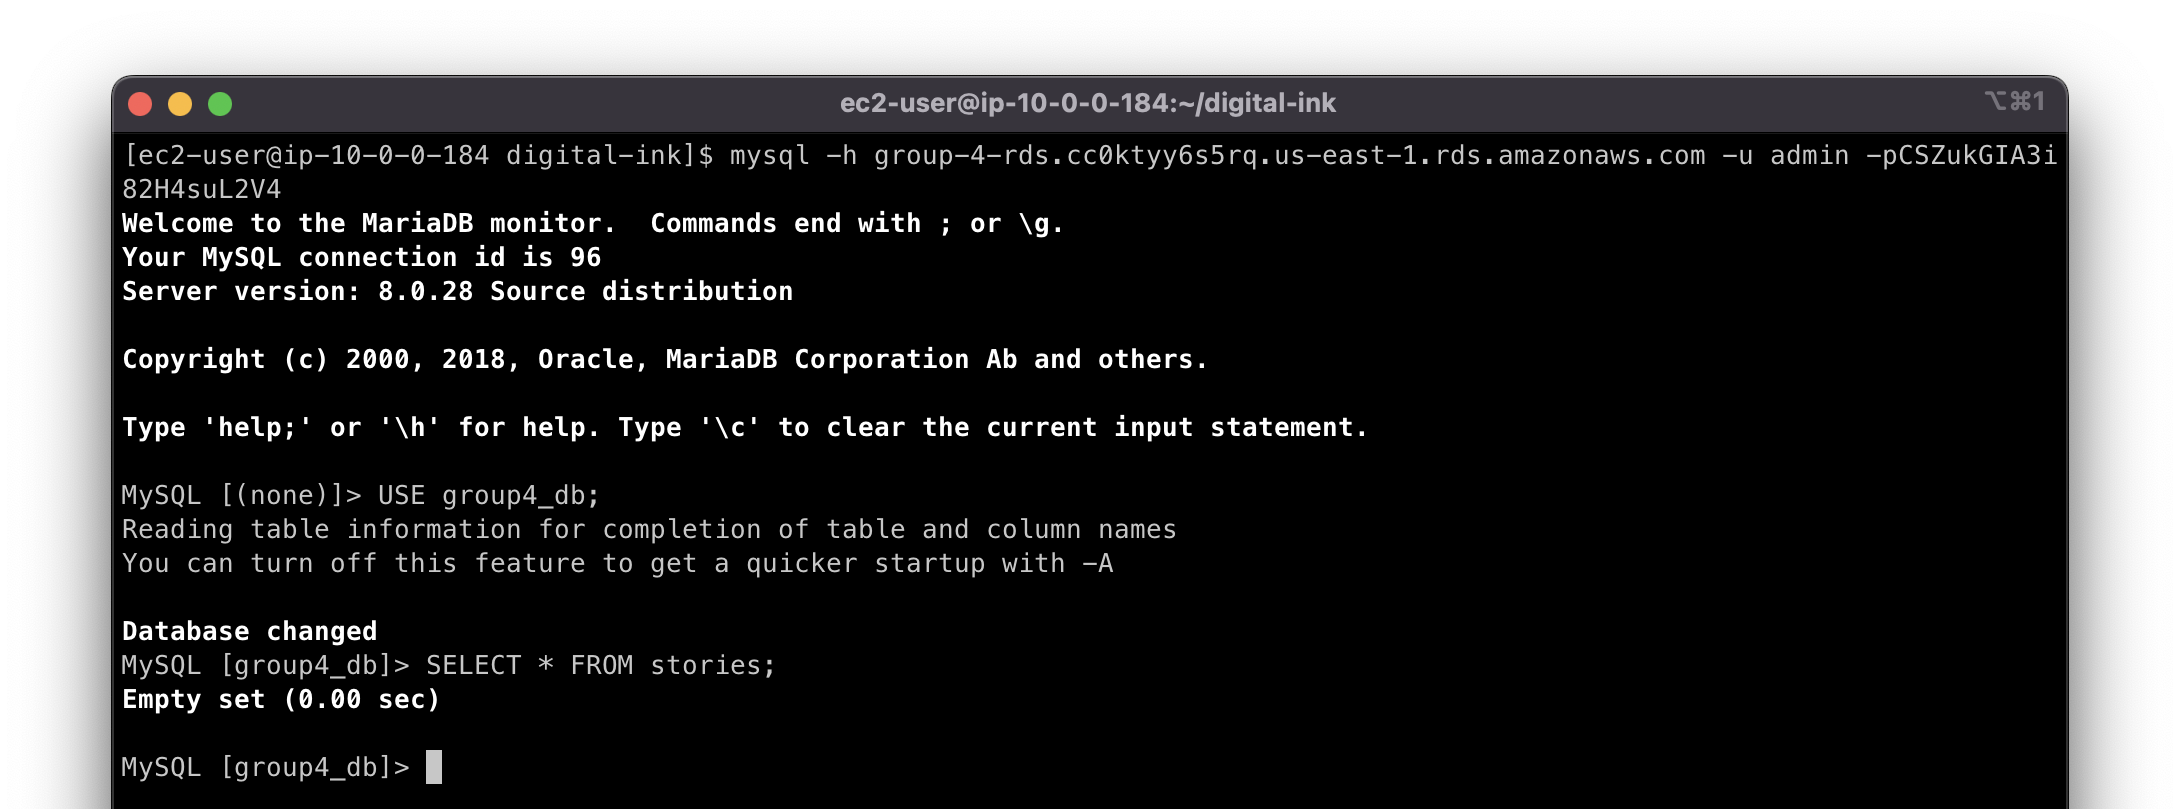 ec2-user@ip-10-0-0-184:~/digital-ink
⌥⌘1
[ec2-user@ip-10-0-0-184 digital-ink]$ mysql -h group-4-rds.cc0ktyy6s5rq.us-east-1.rds.amazonaws.com -u admin -pCSZukGIA3i
82H4suL2V4
Welcome to the MariaDB monitor.  Commands end with ; or \g.
Your MySQL connection id is 96
Server version: 8.0.28 Source distribution
Copyright (c) 2000, 2018, Oracle, MariaDB Corporation Ab and others.
Type 'help;' or '\h' for help. Type '\c' to clear the current input statement.
MySQL [(none)]> USE group4_db;
Reading table information for completion of table and column names
You can turn off this feature to get a quicker startup with -A
Database changed
MySQL [group4_db]> SELECT * FROM stories;
Empty set (0.00 sec)
MySQL [group4_db]>